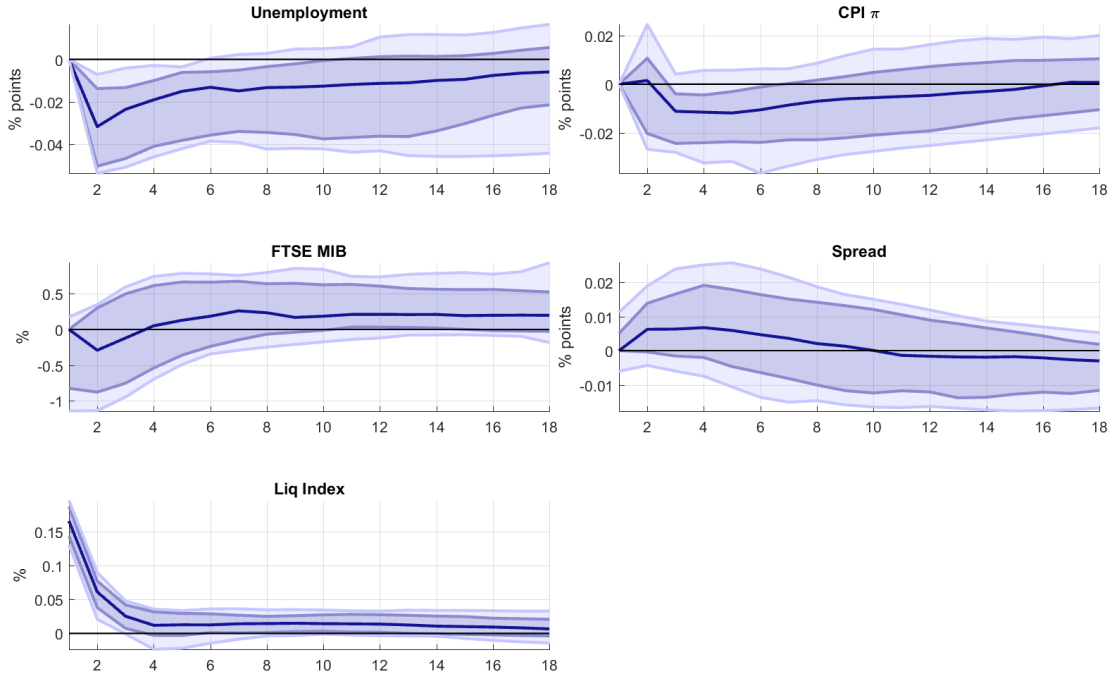 Unemployment
% points
0
-0.02
-0.04
2 4 6 8 10 12 14 16 18
CPI π
% points
0.02
0
-0.02
2 4 6 8 10 12 14 16 18
FTSE MIB
%
0.5
0
-0.5
-1
2 4 6 8 10 12 14 16 18
Spread
% points
0.02
0.01
0
-0.01
2 4 6 8 10 12 14 16 18
Liq Index
%
0.15
0.1
0.05
0
2 4 6 8 10 12 14 16 18